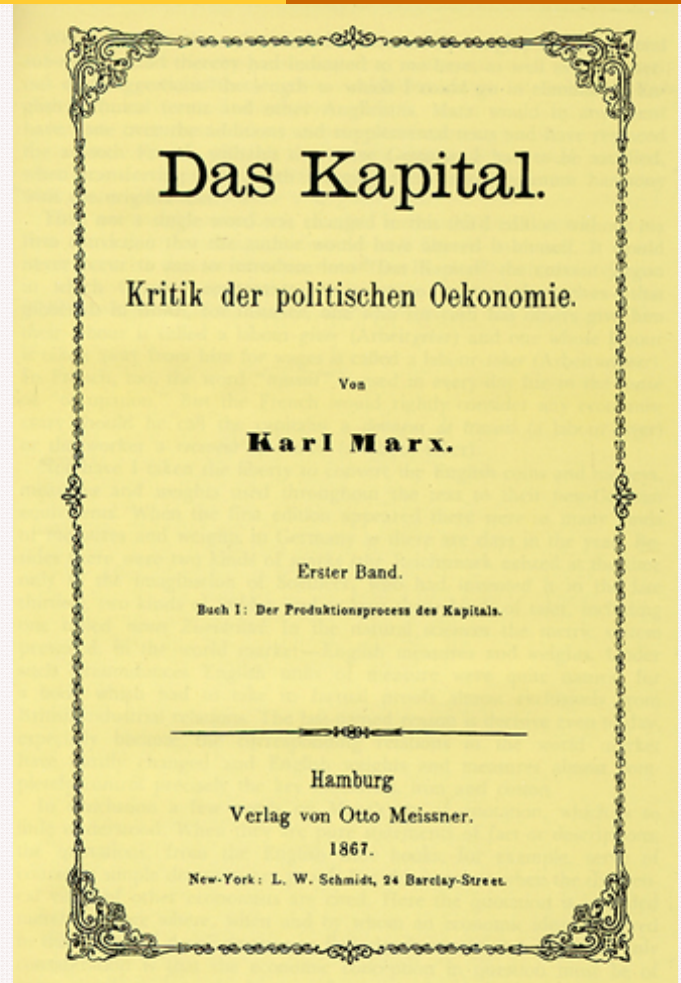 Das Kapital.
Kritik der politischen Oekonomie.
Von
Karl Marx.
Erster Band.
Buch I: Der Produktionsprocess des Kapitals.
Hamburg
Verlag von Otto Meissner.
1867.
New-York: L. W. Schmidt, 24 Barclay-Street.